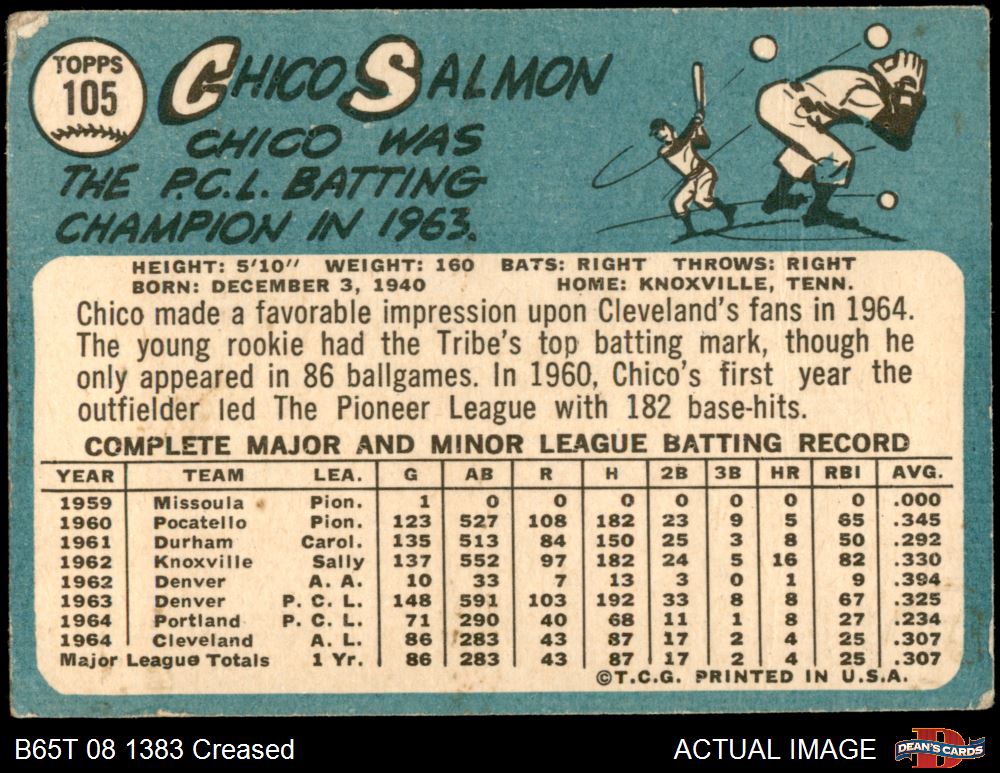 TOPPS
105
CHICO SALMON
CHICO WAS
THE P.C.L. BATTING
CHAMPION IN 1963.
HEIGHT: 5'10" WEIGHT: 160 BATS: RIGHT THROWS: RIGHT
BORN: DECEMBER 3, 1940 HOME: KNOXVILLE, TENN.
Chico made a favorable impression upon Cleveland's fans in 1964.
The young rookie had the Tribe's top batting mark, though he
only appeared in 86 ballgames. In 1960, Chico's first year the
outfielder led The Pioneer League with 182 base-hits.
COMPLETE MAJOR AND MINOR LEAGUE BATTING RECORD
YEAR TEAM LEA. G AB R H 2B 3B HR RBI AVG.
1959 Missoula Pion. 1 0 0 0 0 0 0 0 .000
1960 Pocatello Pion. 123 527 108 182 23 9 5 65 .345
1961 Durham Carol. 135 513 84 150 25 3 8 50 .292
1962 Knoxville Sally 137 552 97 182 24 5 16 82 .330
1962 Denver A. A. 10 33 7 13 3 0 1 9 .394
1963 Denver P. C. L. 148 591 103 192 33 8 8 67 .325
1964 Portland P. C. L. 71 290 40 68 11 1 8 27 .234
1964 Cleveland A. L. 86 283 43 87 17 2 4 25 .307
Major League Totals 1 Yr. 86 283 43 87 17 2 4 25 .307
©T.C.G. PRINTED IN U.S.A.
B65T 08 1383 Creased ACTUAL IMAGE DEAN'S CARDS